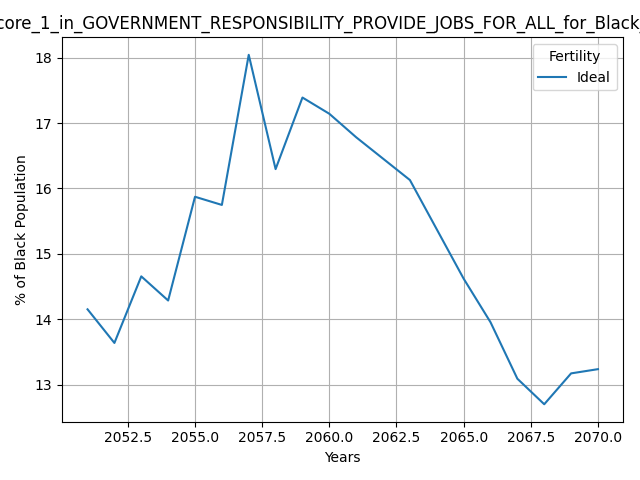 core_1_in_GOVERNMENT_RESPONSIBILITY_PROVIDE_JOBS_FOR_ALL_for_Black
Fertility
Ideal
18
17
16
15
14
13
% of Black Population
2052.5 2055.0 2057.5 2060.0 2062.5 2065.0 2067.5 2070.0
Years